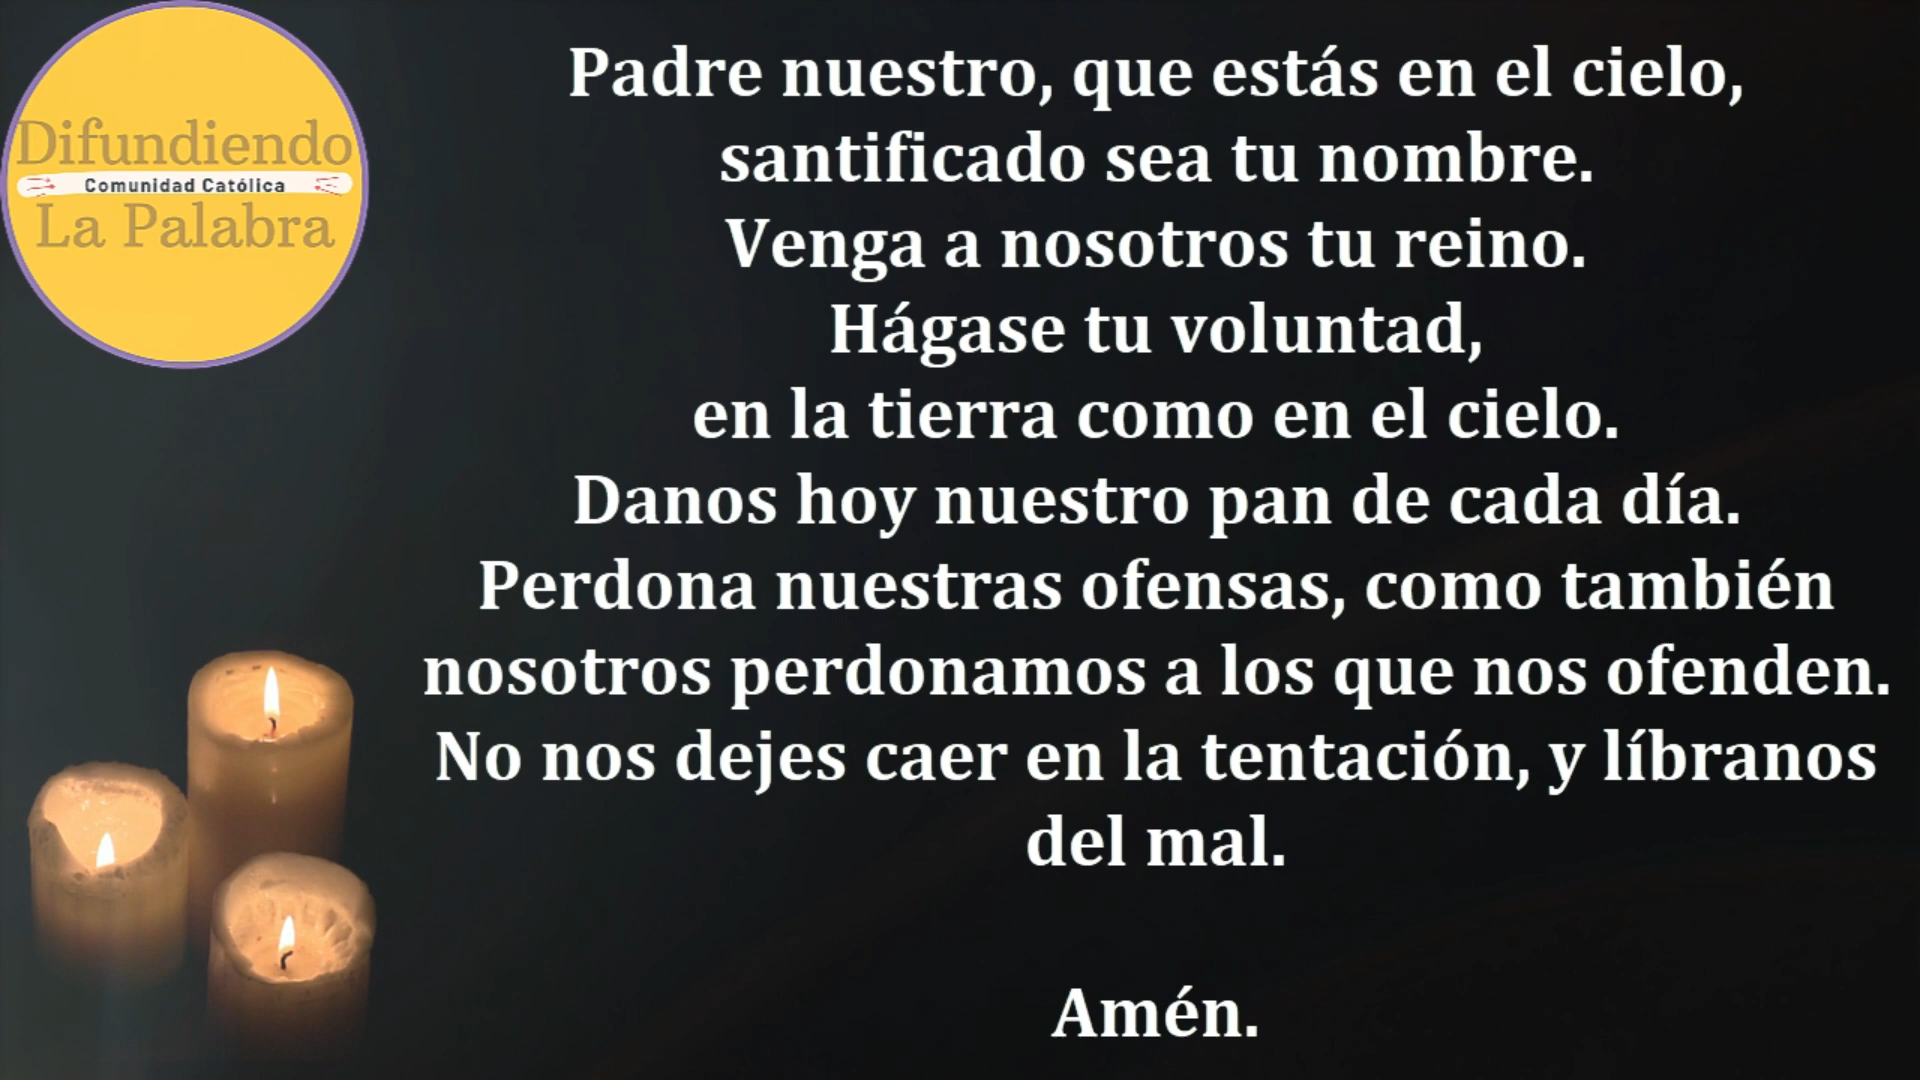 Difundiendo
Comunidad Católica
La Palabra
Padre nuestro, que estás en el cielo,
santificado sea tu nombre.
Venga a nosotros tu reino.
Hágase tu voluntad,
en la tierra como en el cielo.
Danos hoy nuestro pan de cada día.
Perdona nuestras ofensas, como también
nosotros perdonamos a los que nos ofenden.
No nos dejes caer en la tentación, y líbranos
del mal.
Amén.